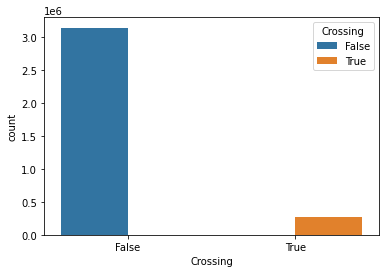 1e6
Crossing
False
True
3.0
2.5
2.0
1.5
1.0
0.5
0.0
count
False
True
Crossing